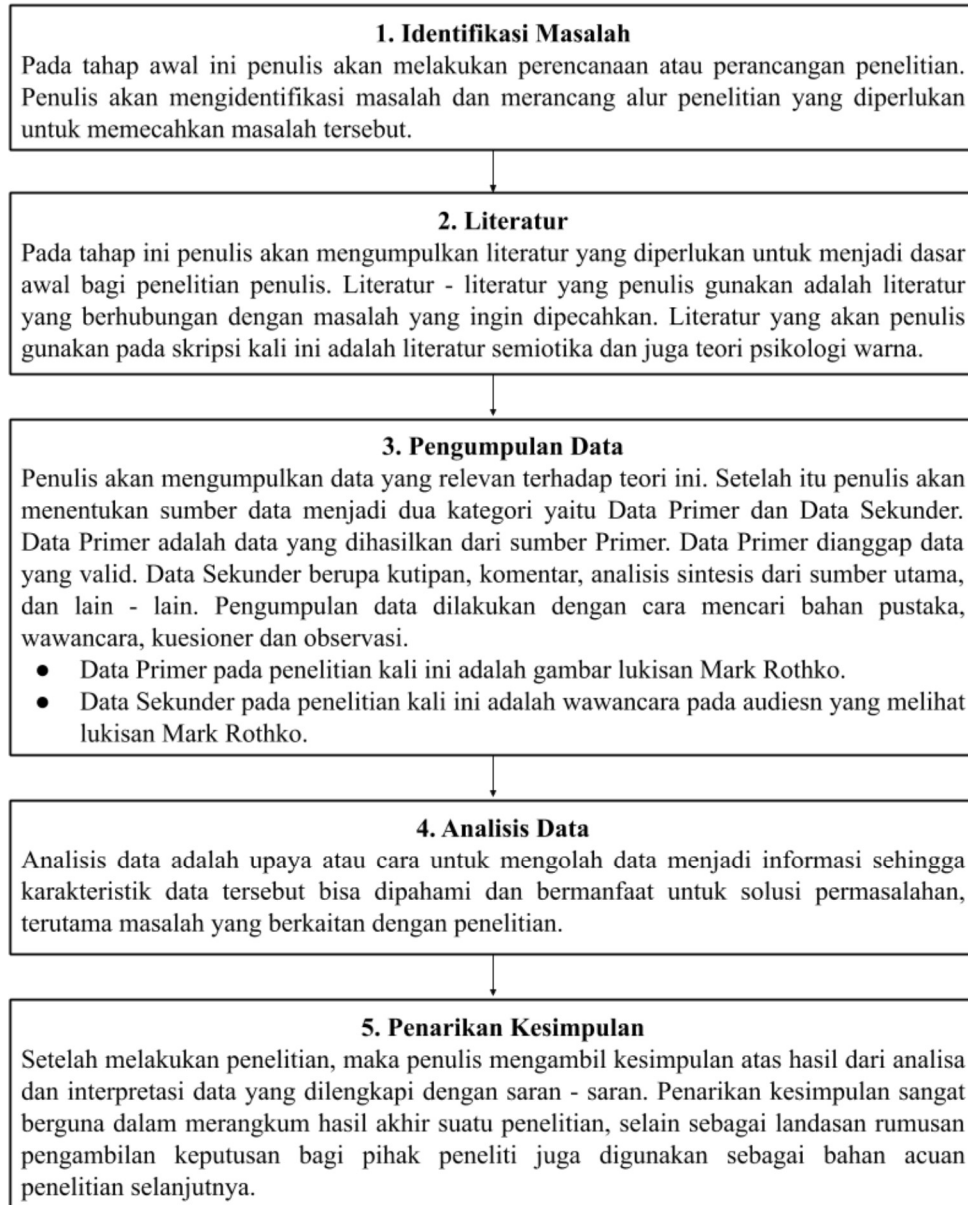 1. Identifikasi Masalah
Pada tahap awal ini penulis akan melakukan perencanaan atau perancangan penelitian.
Penulis akan mengidentifikasi masalah dan merancang alur penelitian yang diperlukan
untuk memecahkan masalah tersebut.
2. Literatur
Pada tahap ini penulis akan mengumpulkan literatur yang diperlukan untuk menjadi dasar
awal bagi penelitian penulis. Literatur - literatur yang penulis gunakan adalah literatur
yang berhubungan dengan masalah yang ingin dipecahkan. Literatur yang akan penulis
gunakan pada skripsi kali ini adalah literatur semiotika dan juga teori psikologi warna.
3. Pengumpulan Data
Penulis akan mengumpulkan data yang relevan terhadap teori ini. Setelah itu penulis akan
menentukan sumber data menjadi dua kategori yaitu Data Primer dan Data Sekunder.
Data Primer adalah data yang dihasilkan dari sumber Primer. Data Primer dianggap data
yang valid. Data Sekunder berupa kutipan, komentar, analisis sintesis dari sumber utama,
dan lain - lain. Pengumpulan data dilakukan dengan cara mencari bahan pustaka,
wawancara, kuesioner dan observasi.
● Data Primer pada penelitian kali ini adalah gambar lukisan Mark Rothko.
● Data Sekunder pada penelitian kali ini adalah wawancara pada audiesn yang melihat
lukisan Mark Rothko.
4. Analisis Data
Analisis data adalah upaya atau cara untuk mengolah data menjadi informasi sehingga
karakteristik data tersebut bisa dipahami dan bermanfaat untuk solusi permasalahan,
terutama masalah yang berkaitan dengan penelitian.
5. Penarikan Kesimpulan
Setelah melakukan penelitian, maka penulis mengambil kesimpulan atas hasil dari analisa
dan interpretasi data yang dilengkapi dengan saran - saran. Penarikan kesimpulan sangat
berguna dalam merangkum hasil akhir suatu penelitian, selain sebagai landasan rumusan
pengambilan keputusan bagi pihak peneliti juga digunakan sebagai bahan acuan
penelitian selanjutnya.